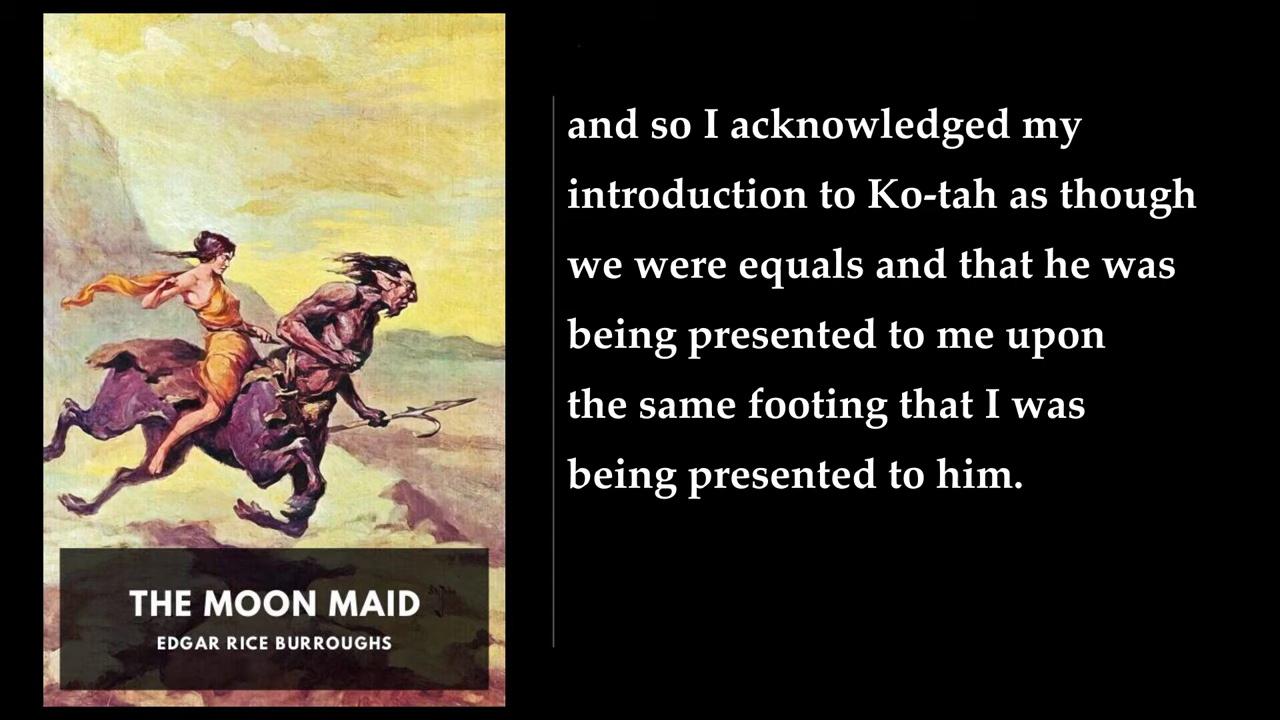 and so I acknowledged my
introduction to Ko-tah as though
we were equals and that he was
being presented to me upon
the same footing that I was
being presented to him.
THE MOON MAID
EDGAR RICE BURROUGHS